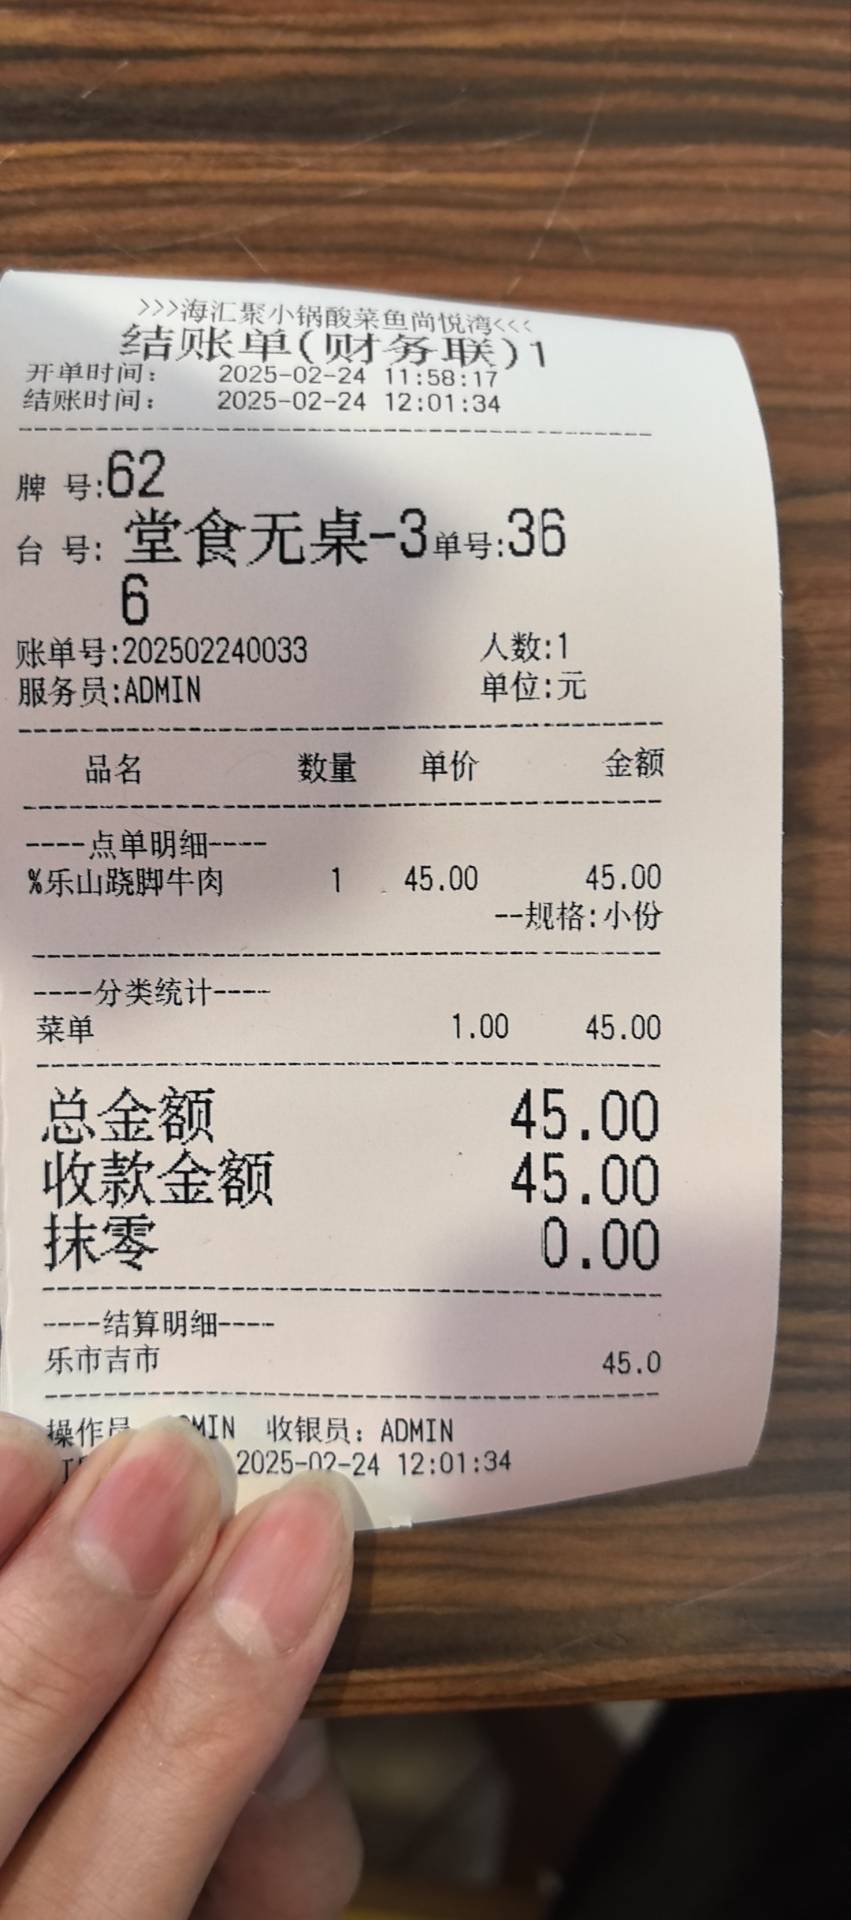 >>>海汇聚小锅酸菜鱼尚悦湾<<<
结账单(财务联)1
开单时间: 2025-02-24 11:58:17
结账时间: 2025-02-24 12:01:34
牌 号:62
台 号: 堂食无桌-3 单号:36
6
账单号:202502240033 人数:1
服务员:ADMIN 单位:元
品名 数量 单价 金额
----点单明细----
%乐山跷脚牛肉 1 45.00 45.00
--规格:小份
----分类统计----
菜单 1.00 45.00
总金额 45.00
收款金额 45.00
抹零 0.00
----结算明细----
乐市吉市 45.0
操作员 MIN 收银员: ADMIN
2025-02-24 12:01:34